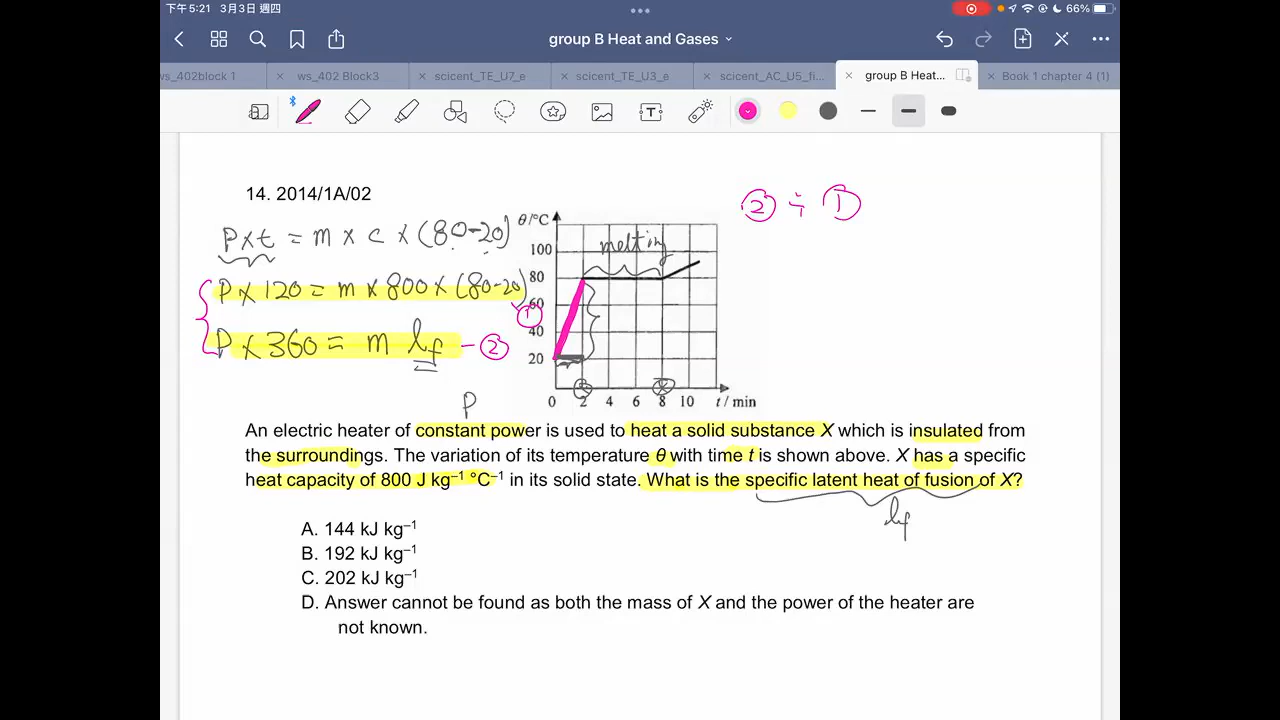 下午5:21 3月3日 週四
66%
group B Heat and Gases
ws_402block 1
ws_402 Block3
scicent_TE_U7_e
scicent_TE_U3_e
scicent_AC_U5_fi...
group B Heat...
Book 1 chapter 4 (1)
14. 2014/1A/02
② ÷ ①
P×t = m × c × (80-20)
P × 120 = m × 800 × (80-20)
①
P × 360 = m lf - ②
θ/°C
melting
100
80
60
40
20
0 2 4 6 8 10 t / min
P
An electric heater of constant power is used to heat a solid substance X which is insulated from
the surroundings. The variation of its temperature θ with time t is shown above. X has a specific
heat capacity of 800 J kg⁻¹ °C⁻¹ in its solid state. What is the specific latent heat of fusion of X?
lf
A. 144 kJ kg⁻¹
B. 192 kJ kg⁻¹
C. 202 kJ kg⁻¹
D. Answer cannot be found as both the mass of X and the power of the heater are
not known.